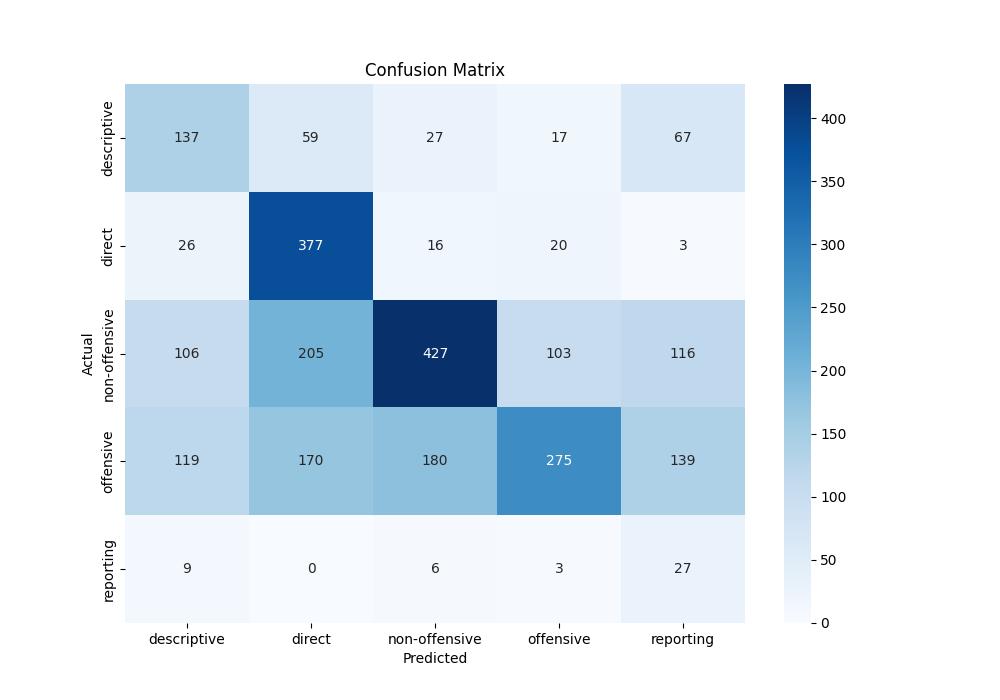 Confusion Matrix
descriptive 137 59 27 17 67
direct 26 377 16 20 3
non-offensive 106 205 427 103 116
offensive 119 170 180 275 139
reporting 9 0 6 3 27
descriptive direct non-offensive offensive reporting
Predicted
Actual
400
350
300
250
200
150
100
50
0